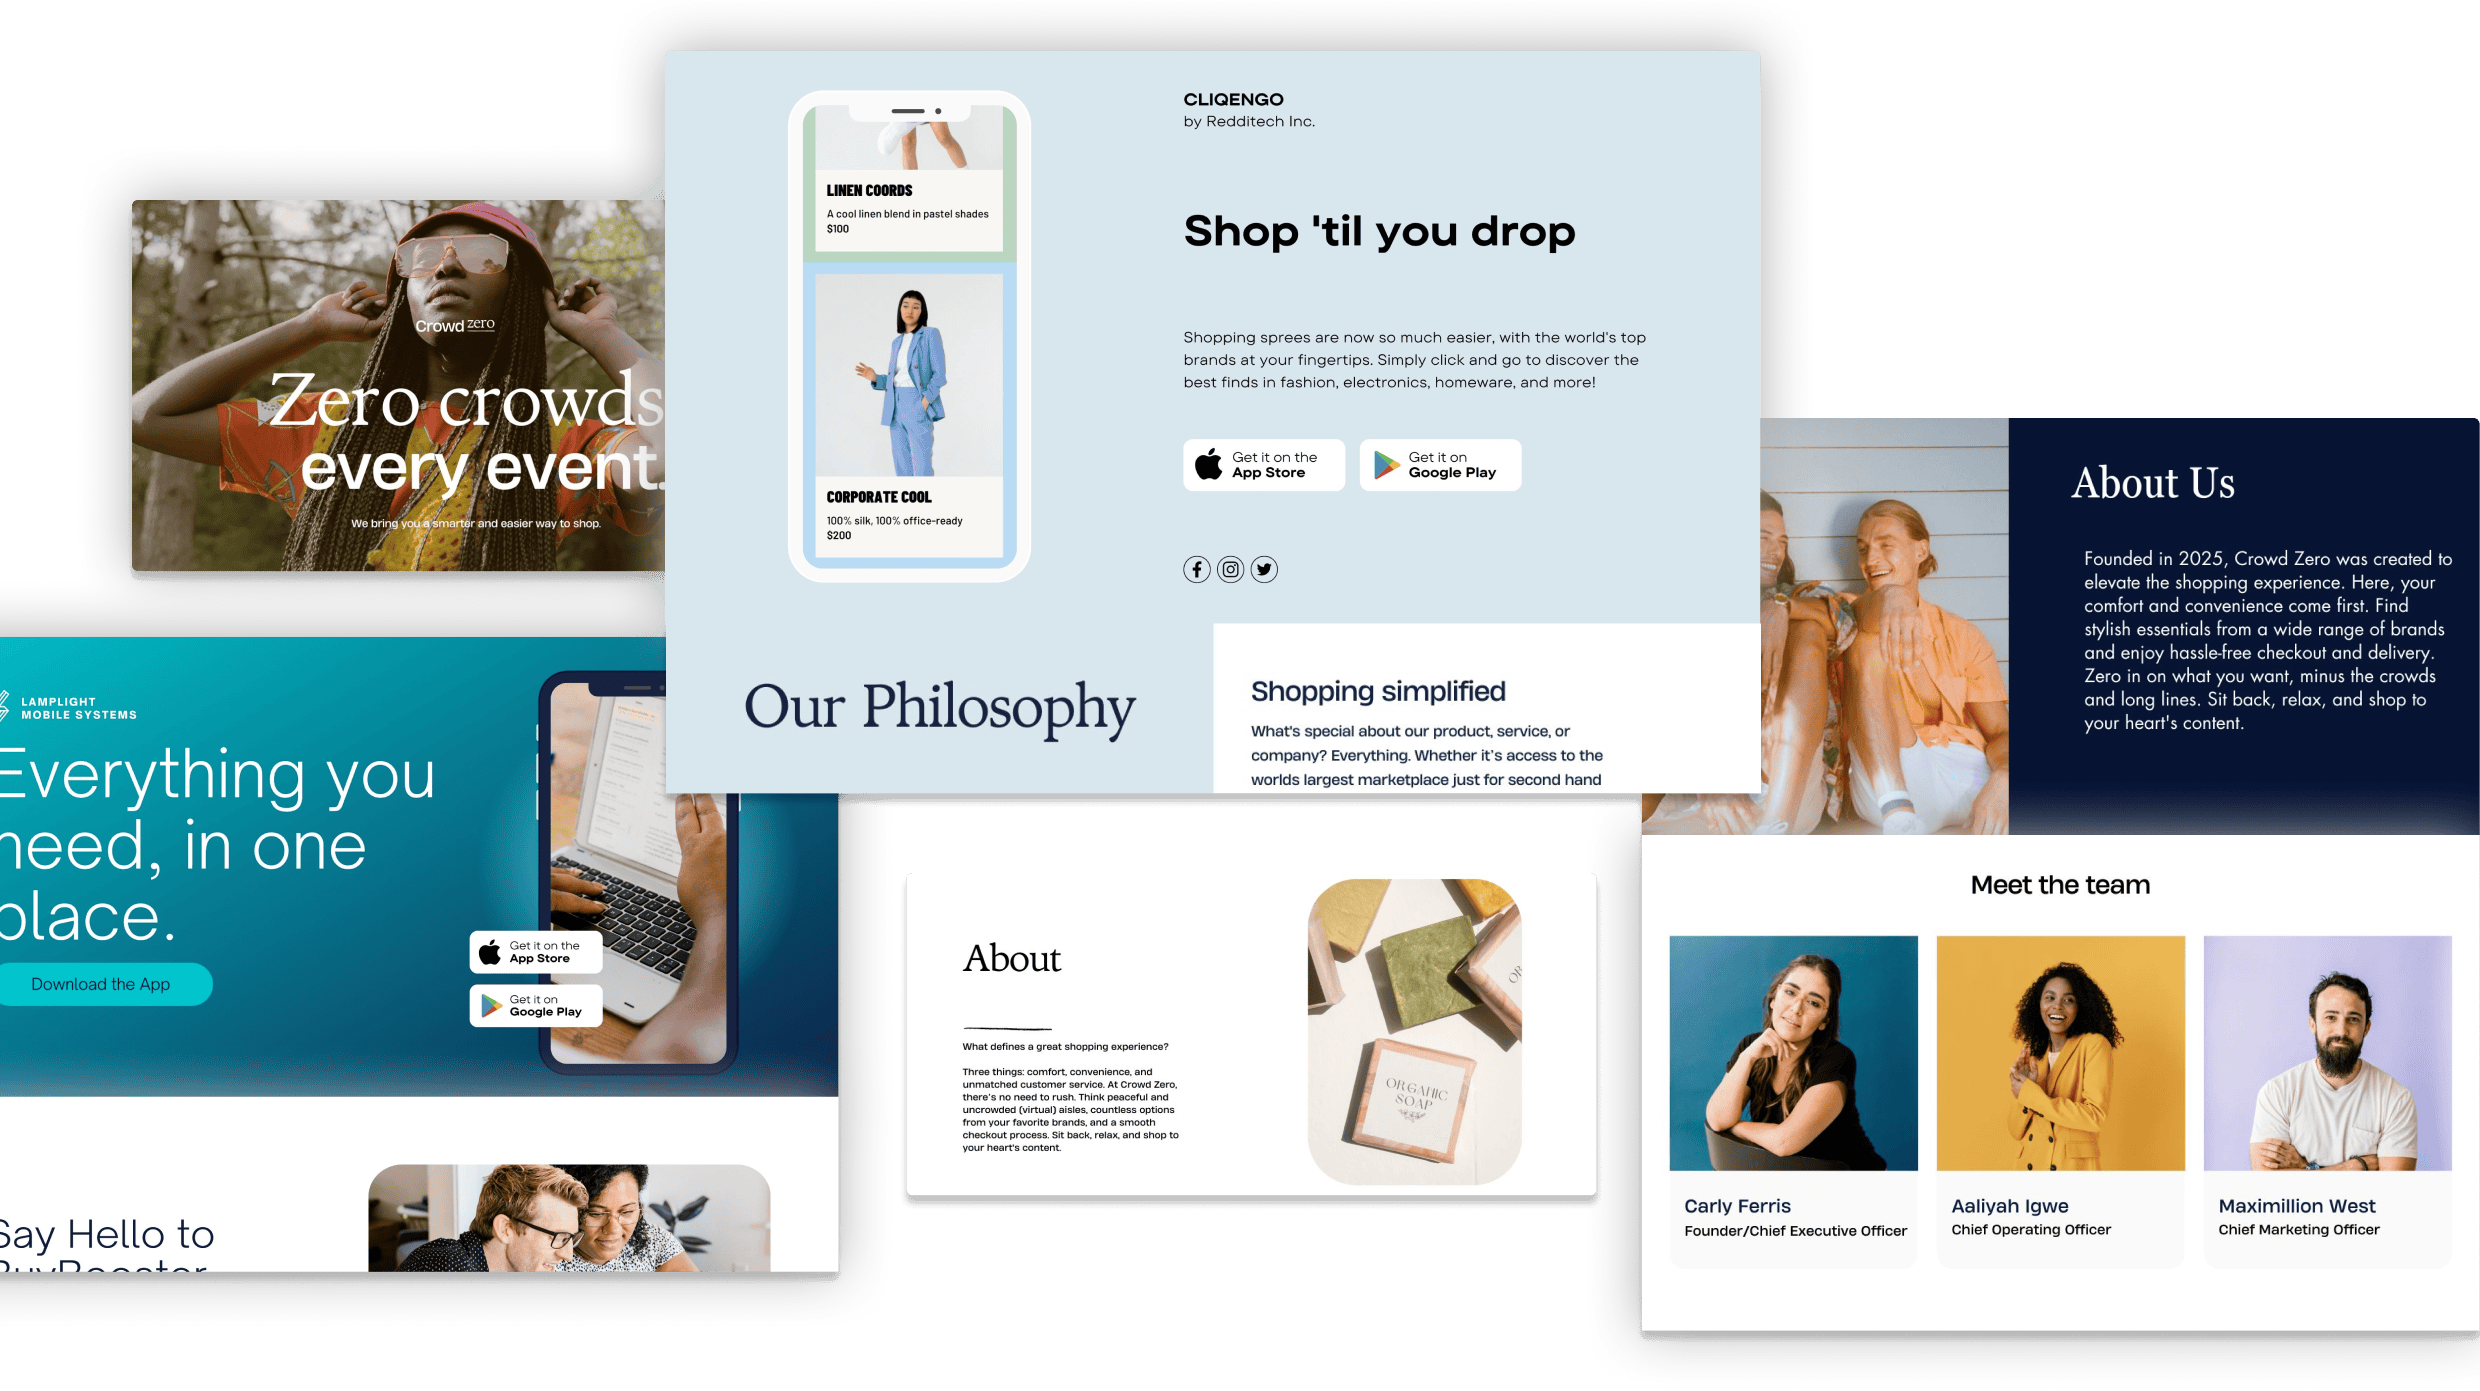 CLIQENGO
by Redditech Inc.
LINEN COORDS
A cool linen blend in pastel shades
$100
CORPORATE COOL
100% silk, 100% office-ready
$200
Shop 'til you drop
Shopping sprees are now so much easier, with the world's top
brands at your fingertips. Simply click and go to discover the
best finds in fashion, electronics, homeware, and more!
Get it on the
App Store
Get it on
Google Play
Our Philosophy
Shopping simplified
What's special about our product, service, or
company? Everything. Whether it's access to the
worlds largest marketplace just for second hand
Crowd zero
Zero crowds
every event.
We bring you a smarter and easier way to shop.
LAMPLIGHT
MOBILE SYSTEMS
Everything you
need, in one
place.
Download the App
Get it on the
App Store
Get it on
Google Play
Say Hello to
BuyBooster
About
What defines a great shopping experience?
Three things: comfort, convenience, and
unmatched customer service. At Crowd Zero,
there's no need to rush. Think peaceful and
uncrowded (virtual) aisles, countless options
from your favorite brands, and a smooth
checkout process. Sit back, relax, and shop to
your heart's content.
ORGANIC
SOAP
About Us
Founded in 2025, Crowd Zero was created to
elevate the shopping experience. Here, your
comfort and convenience come first. Find
stylish essentials from a wide range of brands
and enjoy hassle-free checkout and delivery.
Zero in on what you want, minus the crowds
and long lines. Sit back, relax, and shop to
your heart's content.
Meet the team
Carly Ferris
Founder/Chief Executive Officer
Aaliyah Igwe
Chief Operating Officer
Maximillion West
Chief Marketing Officer